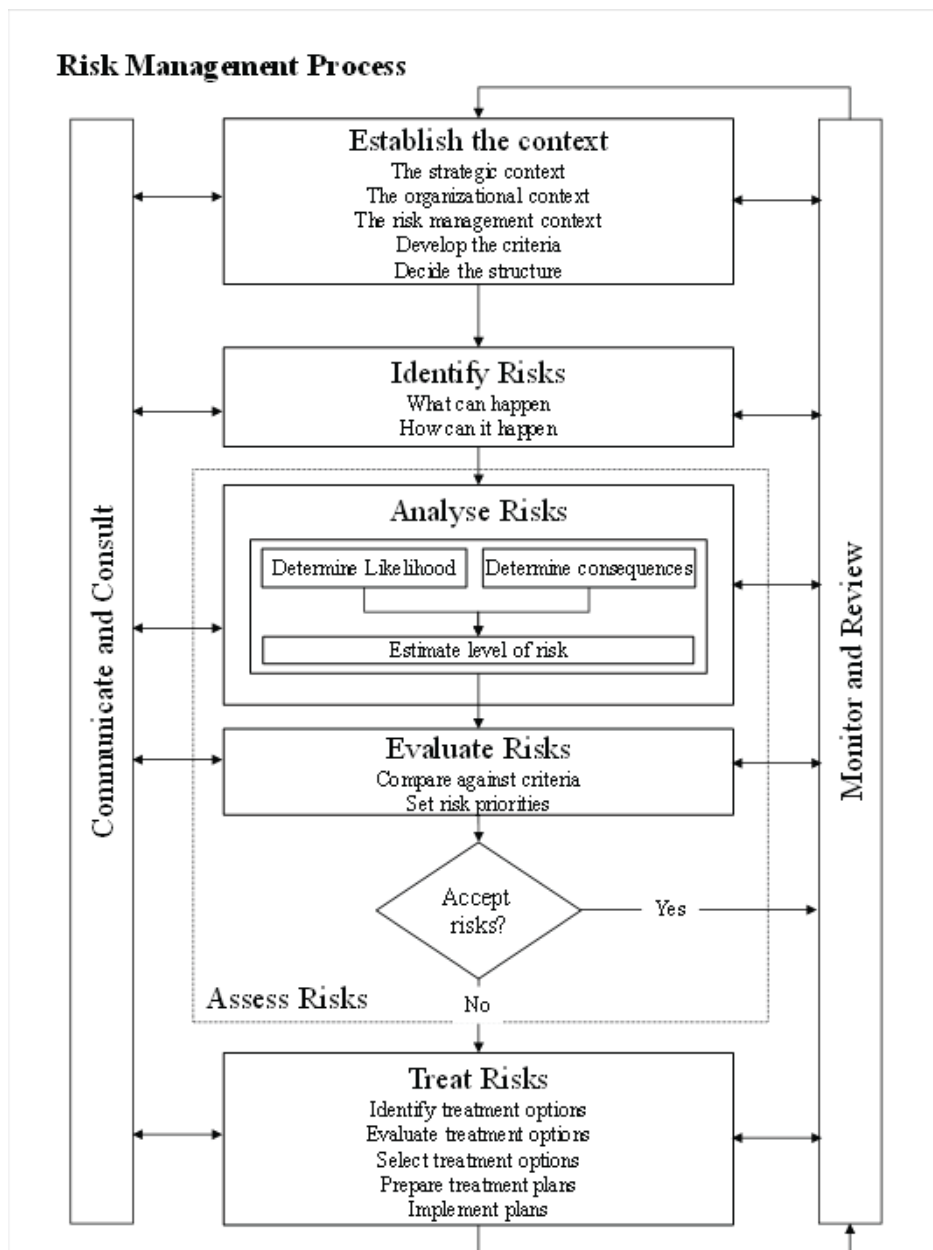 Risk Management Process
Establish the context
The strategic context
The organizational context
The risk management context
Develop the criteria
Decide the structure
Identify Risks
What can happen
How can it happen
Analyse Risks
Determine Likelihood
Determine consequences
Estimate level of risk
Evaluate Risks
Compare against criteria
Set risk priorities
Accept
risks?
Yes
No
Assess Risks
Treat Risks
Identify treatment options
Evaluate treatment options
Select treatment options
Prepare treatment plans
Implement plans
Communicate and Consult
Monitor and Review